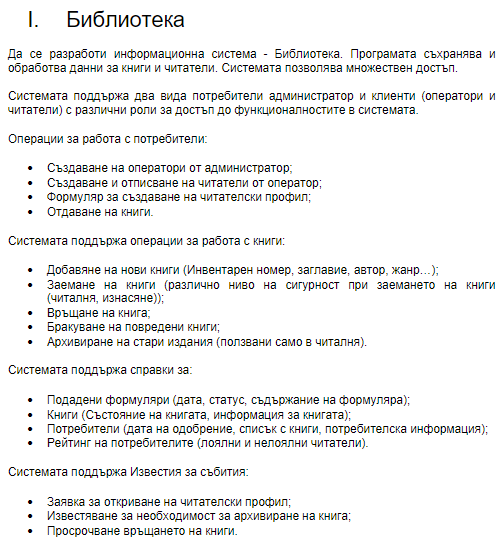 I. Библиотека
Да се разработи информационна система - Библиотека. Програмата съхранява и
обработва данни за книги и читатели. Системата позволява множествен достъп.
Системата поддържа два вида потребители администратор и клиенти (оператори и
читатели) с различни роли за достъп до функционалностите в системата.
Операции за работа с потребители:
• Създаване на оператори от администратор;
• Създаване и отписване на читатели от оператор;
• Формуляр за създаване на читателски профил;
• Отдаване на книги.
Системата поддържа операции за работа с книги:
• Добавяне на нови книги (Инвентарен номер, заглавие, автор, жанр…);
• Заемане на книги (различно ниво на сигурност при заемането на книги
(читалня, изнасяне));
• Връщане на книга;
• Бракуване на повредени книги;
• Архивиране на стари издания (ползвани само в читалня).
Системата поддържа справки за:
• Подадени формуляри (дата, статус, съдържание на формуляра);
• Книги (Състояние на книгата, информация за книгата);
• Потребители (дата на одобрение, списък с книги, потребителска информация);
• Рейтинг на потребителите (лоялни и нелоялни читатели).
Системата поддържа Известия за събития:
• Заявка за откриване на читателски профил;
• Известяване за необходимост за архивиране на книга;
• Просрочване връщането на книги.